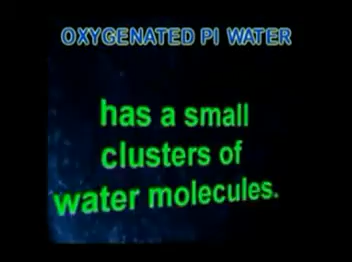 OXYGENATED PI WATER
has a small
clusters of
water molecules.